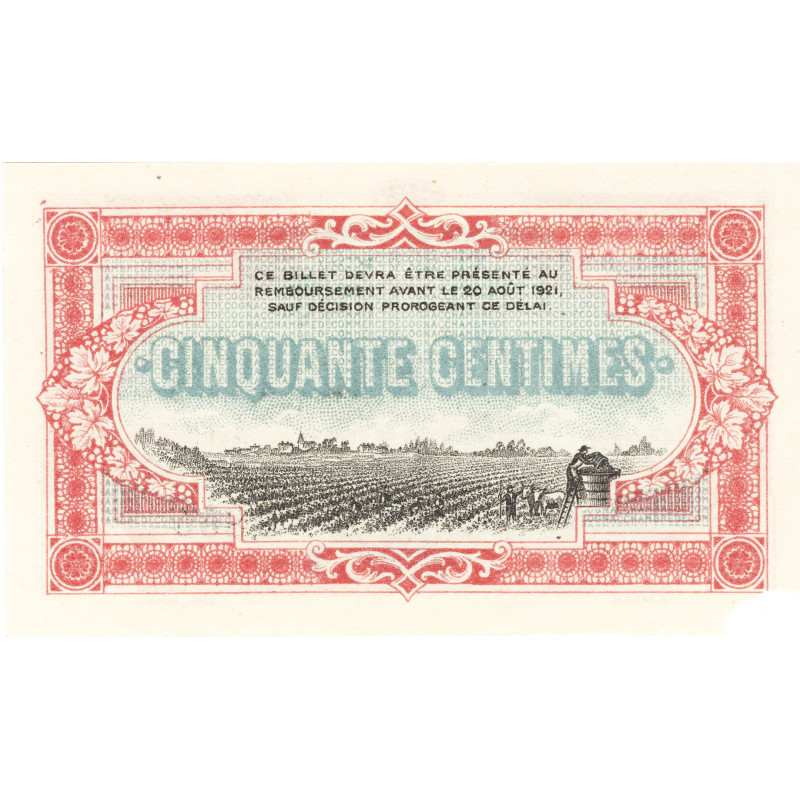 CE BILLET DEVRA ÊTRE PRÉSENTÉ AU
REMBOURSEMENT AVANT LE 20 AOÛT 1921,
SAUF DÉCISION PROROGEANT CE DÉLAI.
CINQUANTE CENTIMES